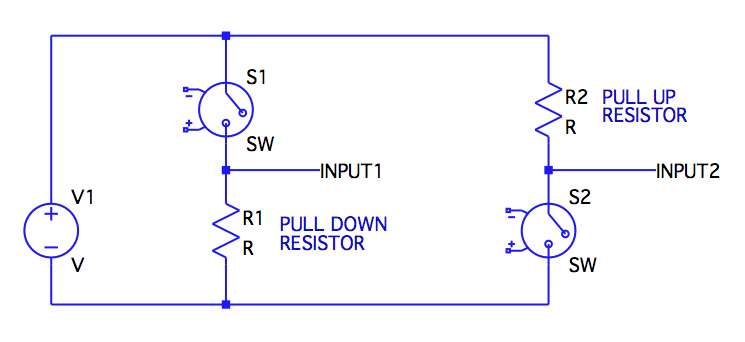 S1
SW
INPUT1
R2 PULL UP
RESISTOR
R
INPUT2
V1
V
R1 PULL DOWN
RESISTOR
R
S2
SW